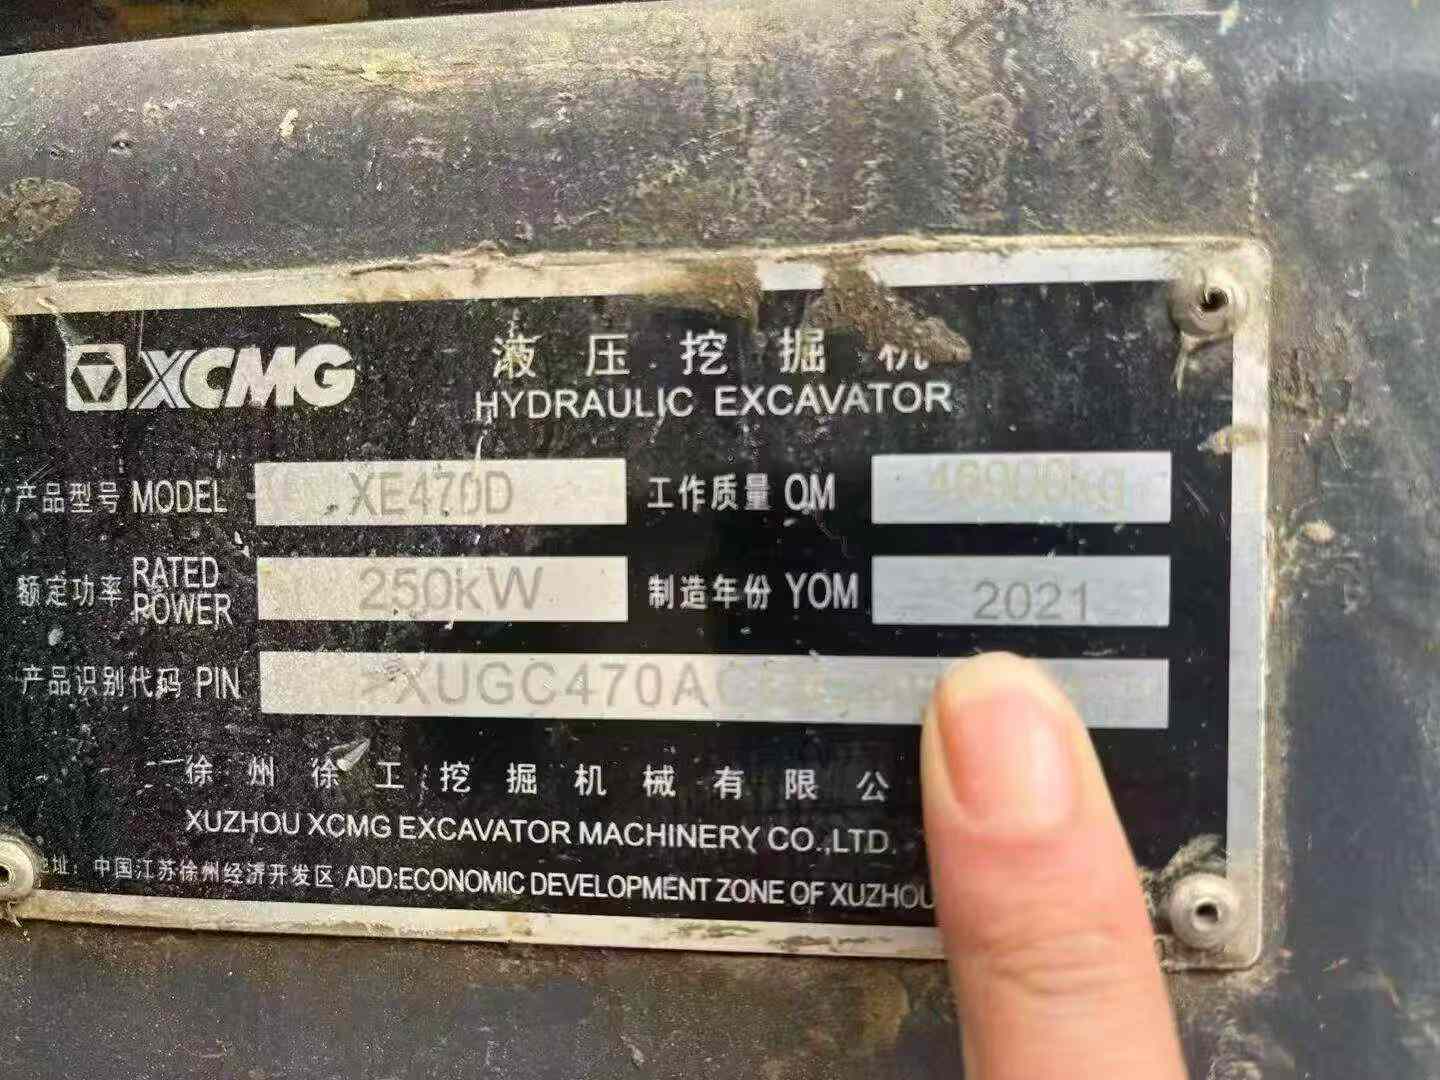 XCMG
液压挖掘机
HYDRAULIC EXCAVATOR
产品型号 MODEL XE470D 工作质量 OM 46900kg
额定功率 RATED POWER 250kW 制造年份 YOM 2021
产品识别代码 PIN XUGC470A
徐州徐工挖掘机械有限公
XUZHOU XCMG EXCAVATOR MACHINERY CO.,LTD.
地址：中国江苏徐州经济开发区 ADD:ECONOMIC DEVELOPMENT ZONE OF XUZHOU